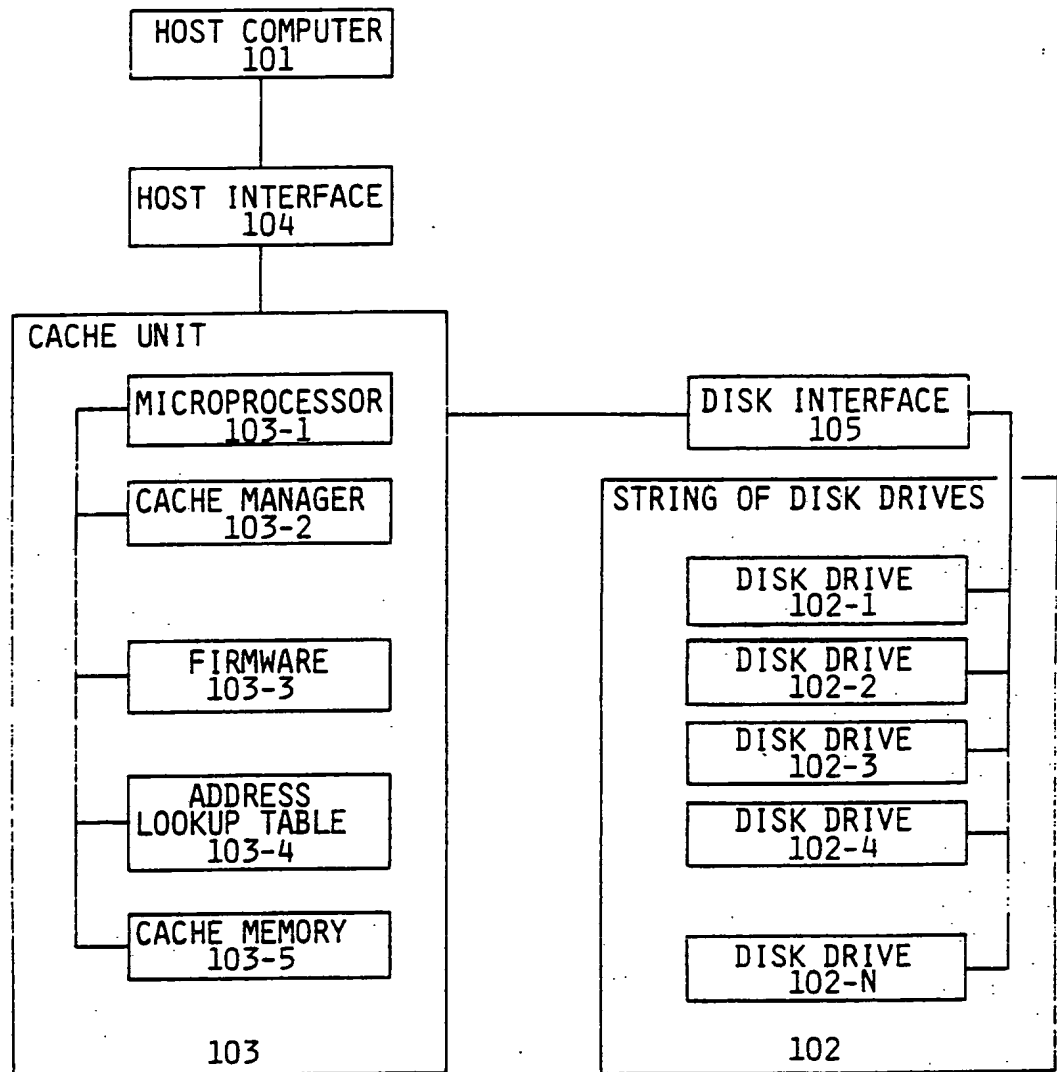 HOST COMPUTER
101
HOST INTERFACE
104
CACHE UNIT
MICROPROCESSOR
103-1
CACHE MANAGER
103-2
FIRMWARE
103-3
ADDRESS
LOOKUP TABLE
103-4
CACHE MEMORY
103-5
103
DISK INTERFACE
105
STRING OF DISK DRIVES
DISK DRIVE
102-1
DISK DRIVE
102-2
DISK DRIVE
102-3
DISK DRIVE
102-4
DISK DRIVE
102-N
102